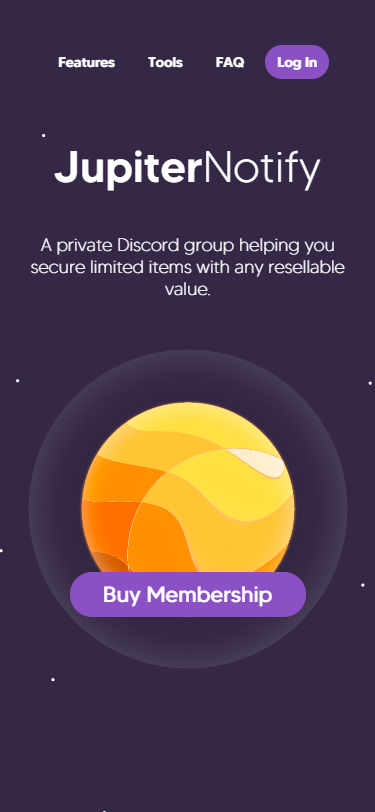 Features Tools FAQ Log In
JupiterNotify
A private Discord group helping you
secure limited items with any resellable
value.
Buy Membership